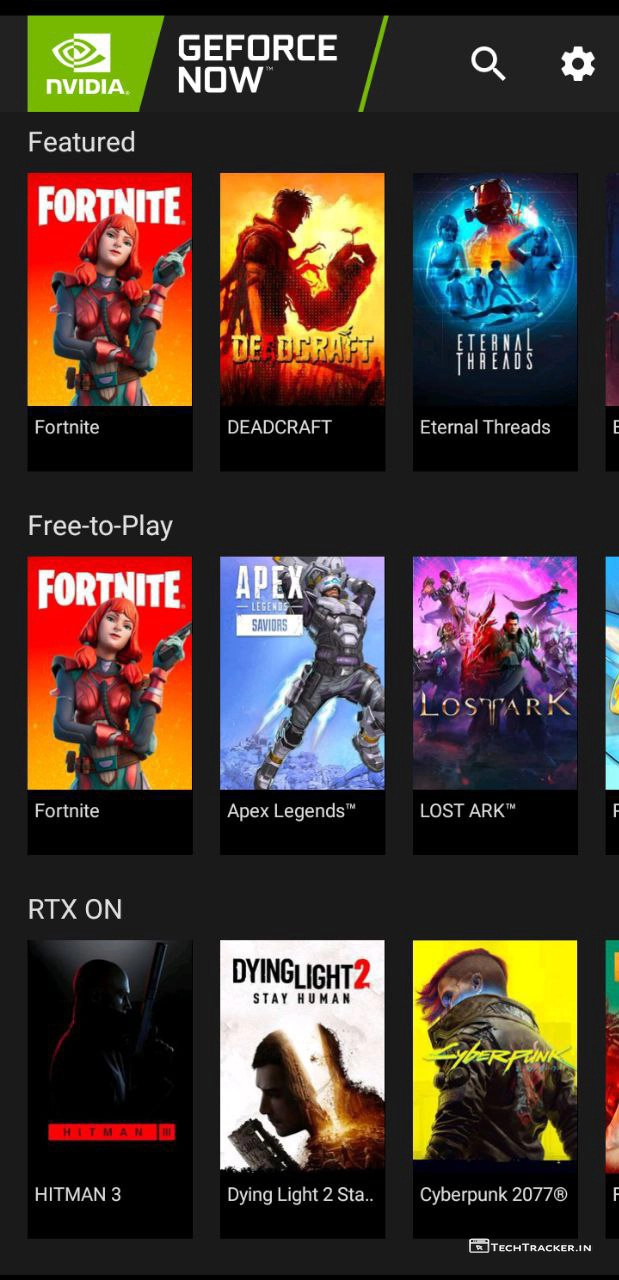 NVIDIA.
GEFORCE
NOW™
Featured
FORTNITE
DEADCRAFT
ETERNAL
THREADS
Fortnite
DEADCRAFT
Eternal Threads
Free-to-Play
FORTNITE
APEX
LEGENDS
SAVIORS
LOST ARK
Fortnite
Apex Legends™
LOST ARK™
RTX ON
HITMAN III
DYING LIGHT 2
STAY HUMAN
Cyberpunk
HITMAN 3
Dying Light 2 Sta..
Cyberpunk 2077®
TECHTRACKER.IN